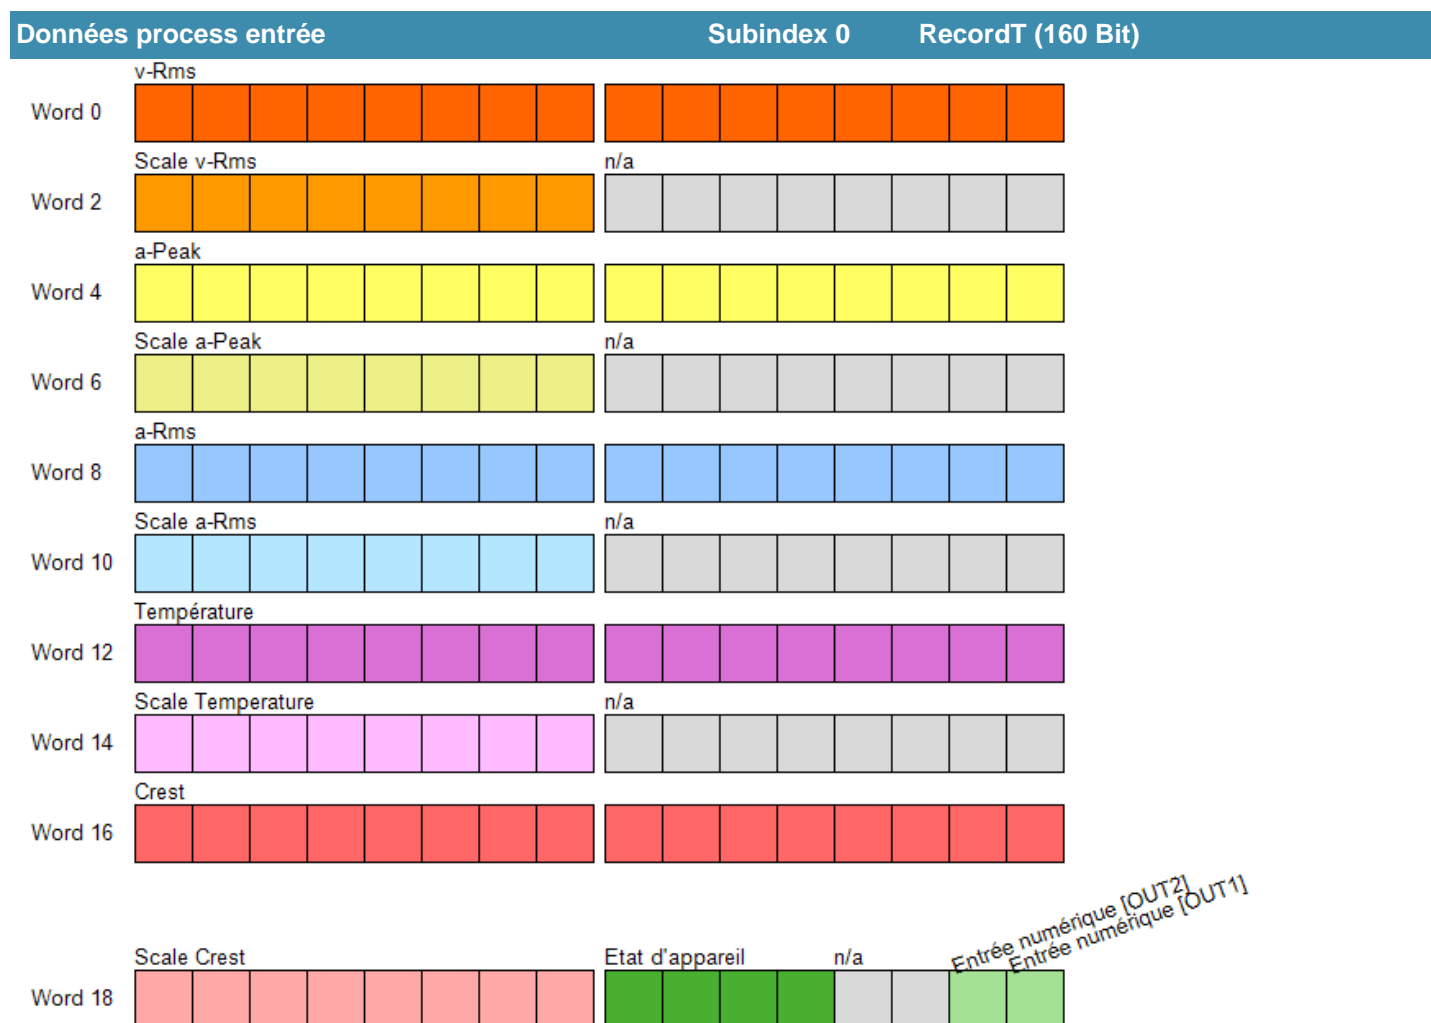 Données process entrée Subindex 0 RecordT (160 Bit)
v-Rms
Word 0
Scale v-Rms n/a
Word 2
a-Peak
Word 4
Scale a-Peak n/a
Word 6
a-Rms
Word 8
Scale a-Rms n/a
Word 10
Température
Word 12
Scale Temperature n/a
Word 14
Crest
Word 16
Entrée numérique [OUT2]
Entrée numérique [OUT1]
Scale Crest Etat d'appareil n/a
Word 18